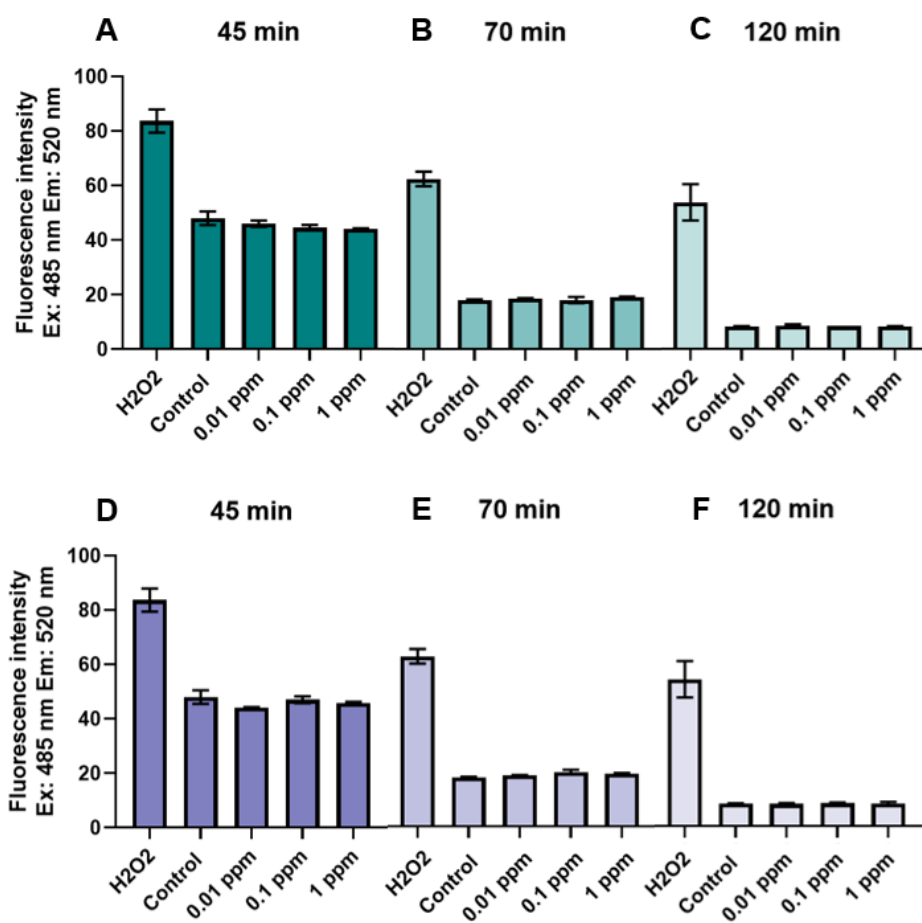 A 45 min B 70 min C 120 min
Fluorescence intensity
Ex: 485 nm Em: 520 nm
100
80
60
40
20
0
H2O2 Control 0.01 ppm 0.1 ppm 1 ppm H2O2 Control 0.01 ppm 0.1 ppm 1 ppm H2O2 Control 0.01 ppm 0.1 ppm 1 ppm
D 45 min E 70 min F 120 min
Fluorescence intensity
Ex: 485 nm Em: 520 nm
100
80
60
40
20
0
H2O2 Control 0.01 ppm 0.1 ppm 1 ppm H2O2 Control 0.01 ppm 0.1 ppm 1 ppm H2O2 Control 0.01 ppm 0.1 ppm 1 ppm